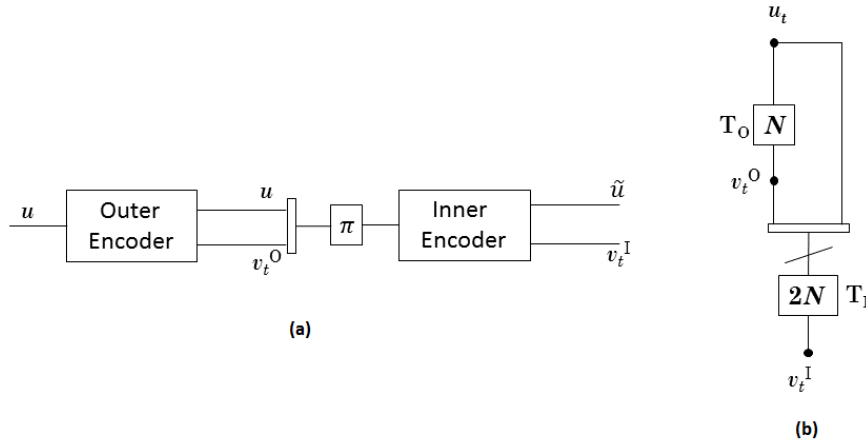 u
Outer
Encoder
u
v_t^O
π
Inner
Encoder
ũ
v_t^I
(a)
u_t
T_O
N
v_t^O
2N
T_I
v_t^I
(b)